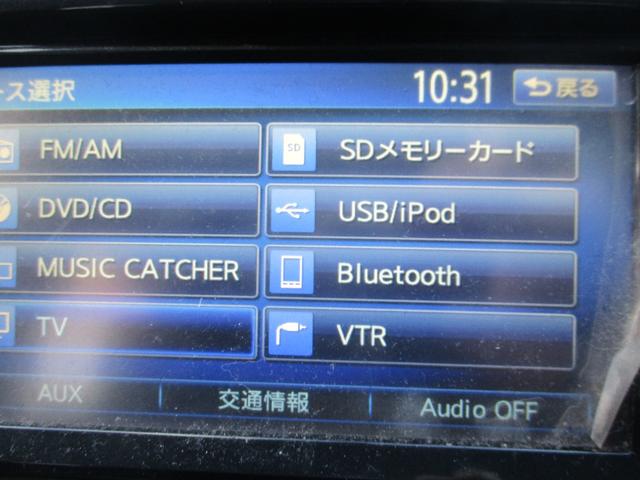 ース選択
10:31
戻る
FM/AM
SD
SDメモリーカード
DVD/CD
USB/iPod
MUSIC CATCHER
Bluetooth
TV
VTR
AUX
交通情報
Audio OFF